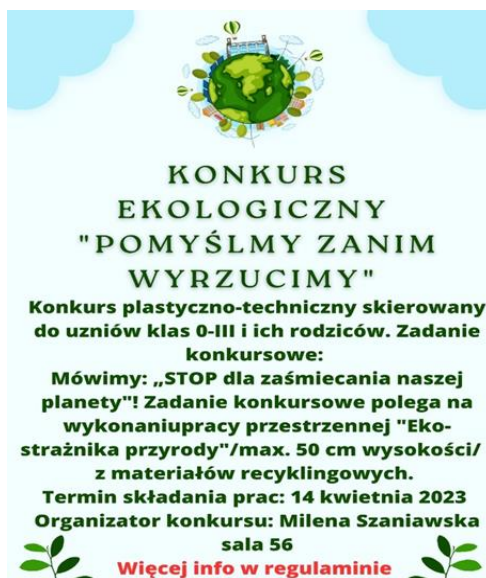 KONKURS
EKOLOGICZNY
"POMYŚLMY ZANIM
WYRZUCIMY"
Konkurs plastyczno-techniczny skierowany
do uzniów klas 0-III i ich rodziców. Zadanie
konkursowe:
Mówimy: „STOP dla zaśmiecania naszej
planety"! Zadanie konkursowe polega na
wykonaniupracy przestrzennej "Eko-
strażnika przyrody"/max. 50 cm wysokości/
z materiałów recyklingowych.
Termin składania prac: 14 kwietnia 2023
Organizator konkursu: Milena Szaniawska
sala 56
Więcej info w regulaminie